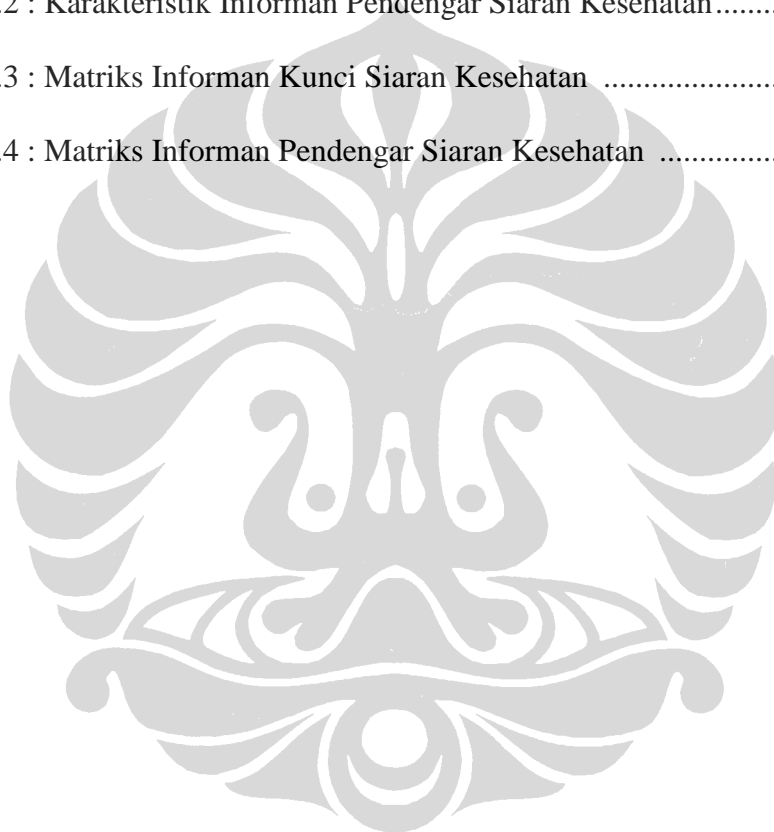 .2 : Karakteristik Informan Pendengar Siaran Kesehatan.......
.3 : Matriks Informan Kunci Siaran Kesehatan ......................
.4 : Matriks Informan Pendengar Siaran Kesehatan ...............